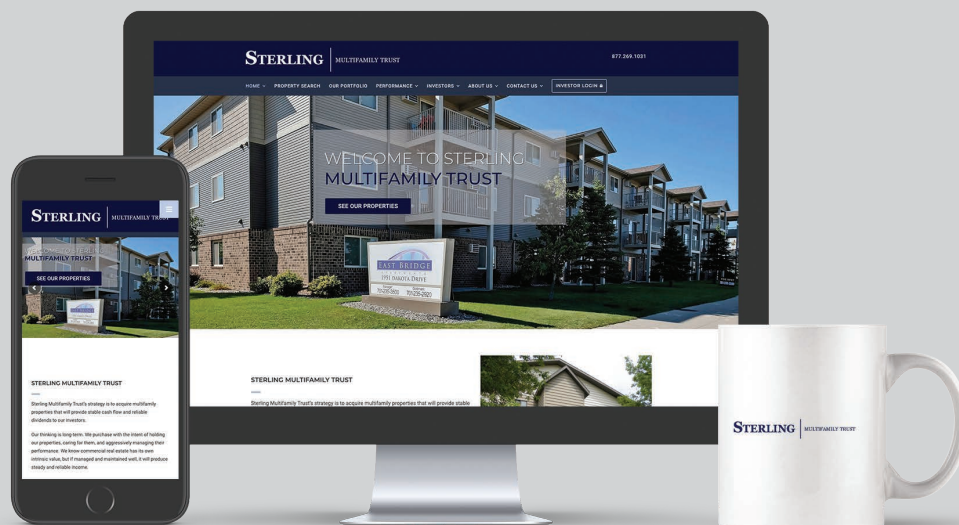 STERLING | MULTIFAMILY TRUST
877.269.1031
HOME PROPERTY SEARCH OUR PORTFOLIO PERFORMANCE INVESTORS ABOUT US CONTACT US INVESTOR LOGIN
WELCOME TO STERLING
MULTIFAMILY TRUST
SEE OUR PROPERTIES
EAST BRIDGE
1951 DAKOTA DRIVE
STERLING MULTIFAMILY TRUST
Sterling Multifamily Trust's strategy is to acquire multifamily properties that will provide stable
STERLING | MULTIFAMILY TRUST
MULTIFAMILY TRUST
SEE OUR PROPERTIES
STERLING MULTIFAMILY TRUST
Sterling Multifamily Trust's strategy is to acquire multifamily
properties that will provide stable cash flow and reliable
dividends to our investors.
Our thinking is long-term. We purchase with the intent of holding
our properties, caring for them, and aggressively managing their
performance. We know commercial real estate has its own
intrinsic value, but if managed and maintained well, it will produce
steady and reliable income.
STERLING | MULTIFAMILY TRUST